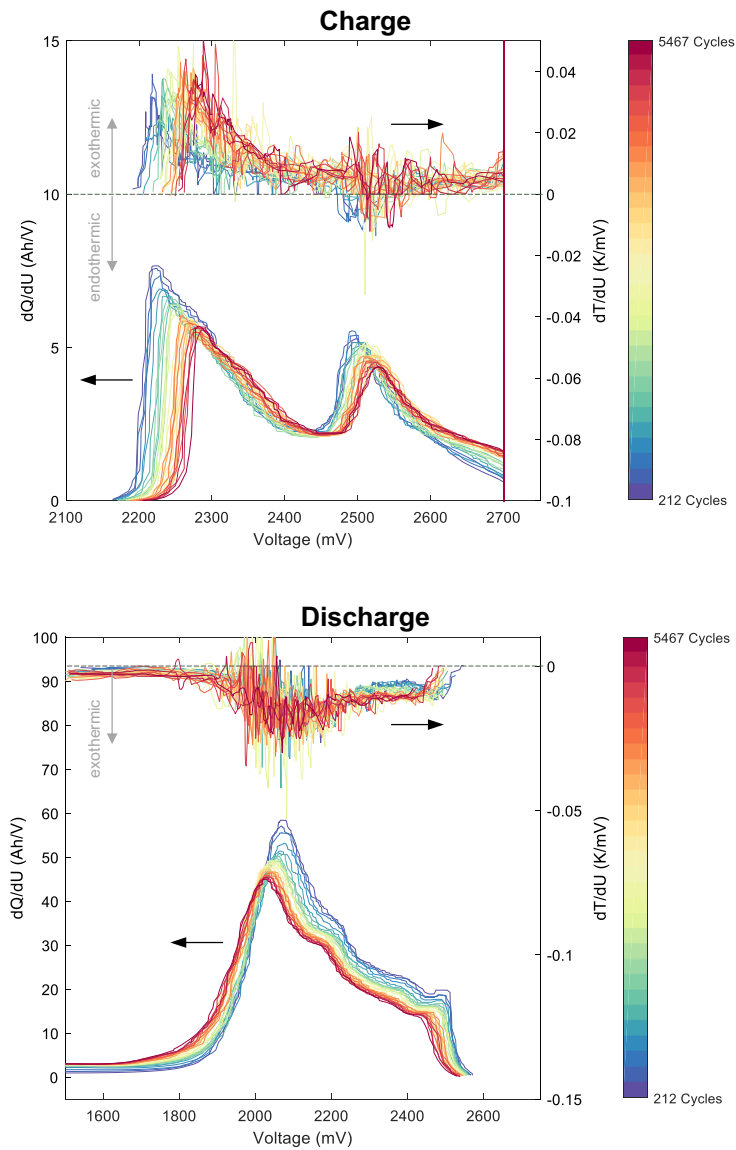 Charge
15
10
5
0
dQ/dU (Ah/V)
exothermic
endothermic
2100 2200 2300 2400 2500 2600 2700
Voltage (mV)
0.04
0.02
0
-0.02
-0.04
-0.06
-0.08
-0.1
dT/dU (K/mV)
5467 Cycles
212 Cycles
Discharge
100
90
80
70
60
50
40
30
20
10
0
dQ/dU (Ah/V)
exothermic
1600 1800 2000 2200 2400 2600
Voltage (mV)
0
-0.05
-0.1
-0.15
dT/dU (K/mV)
5467 Cycles
212 Cycles